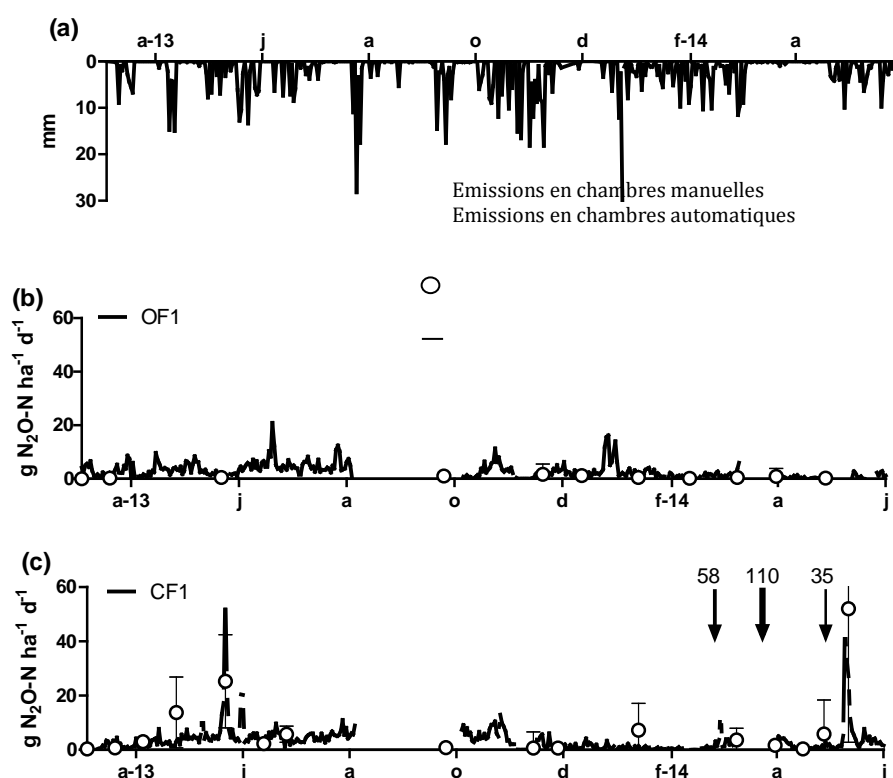 (a)
a-13 j a o d f-14 a
0
10
20
30
mm
Emissions en chambres manuelles
Emissions en chambres automatiques
(b)
OF1
60
40
20
0
g N₂O-N ha⁻¹ d⁻¹
a-13 j a o d f-14 a j
(c)
CF1
58 110 35
60
40
20
0
g N₂O-N ha⁻¹ d⁻¹
a-13 j a o d f-14 a j